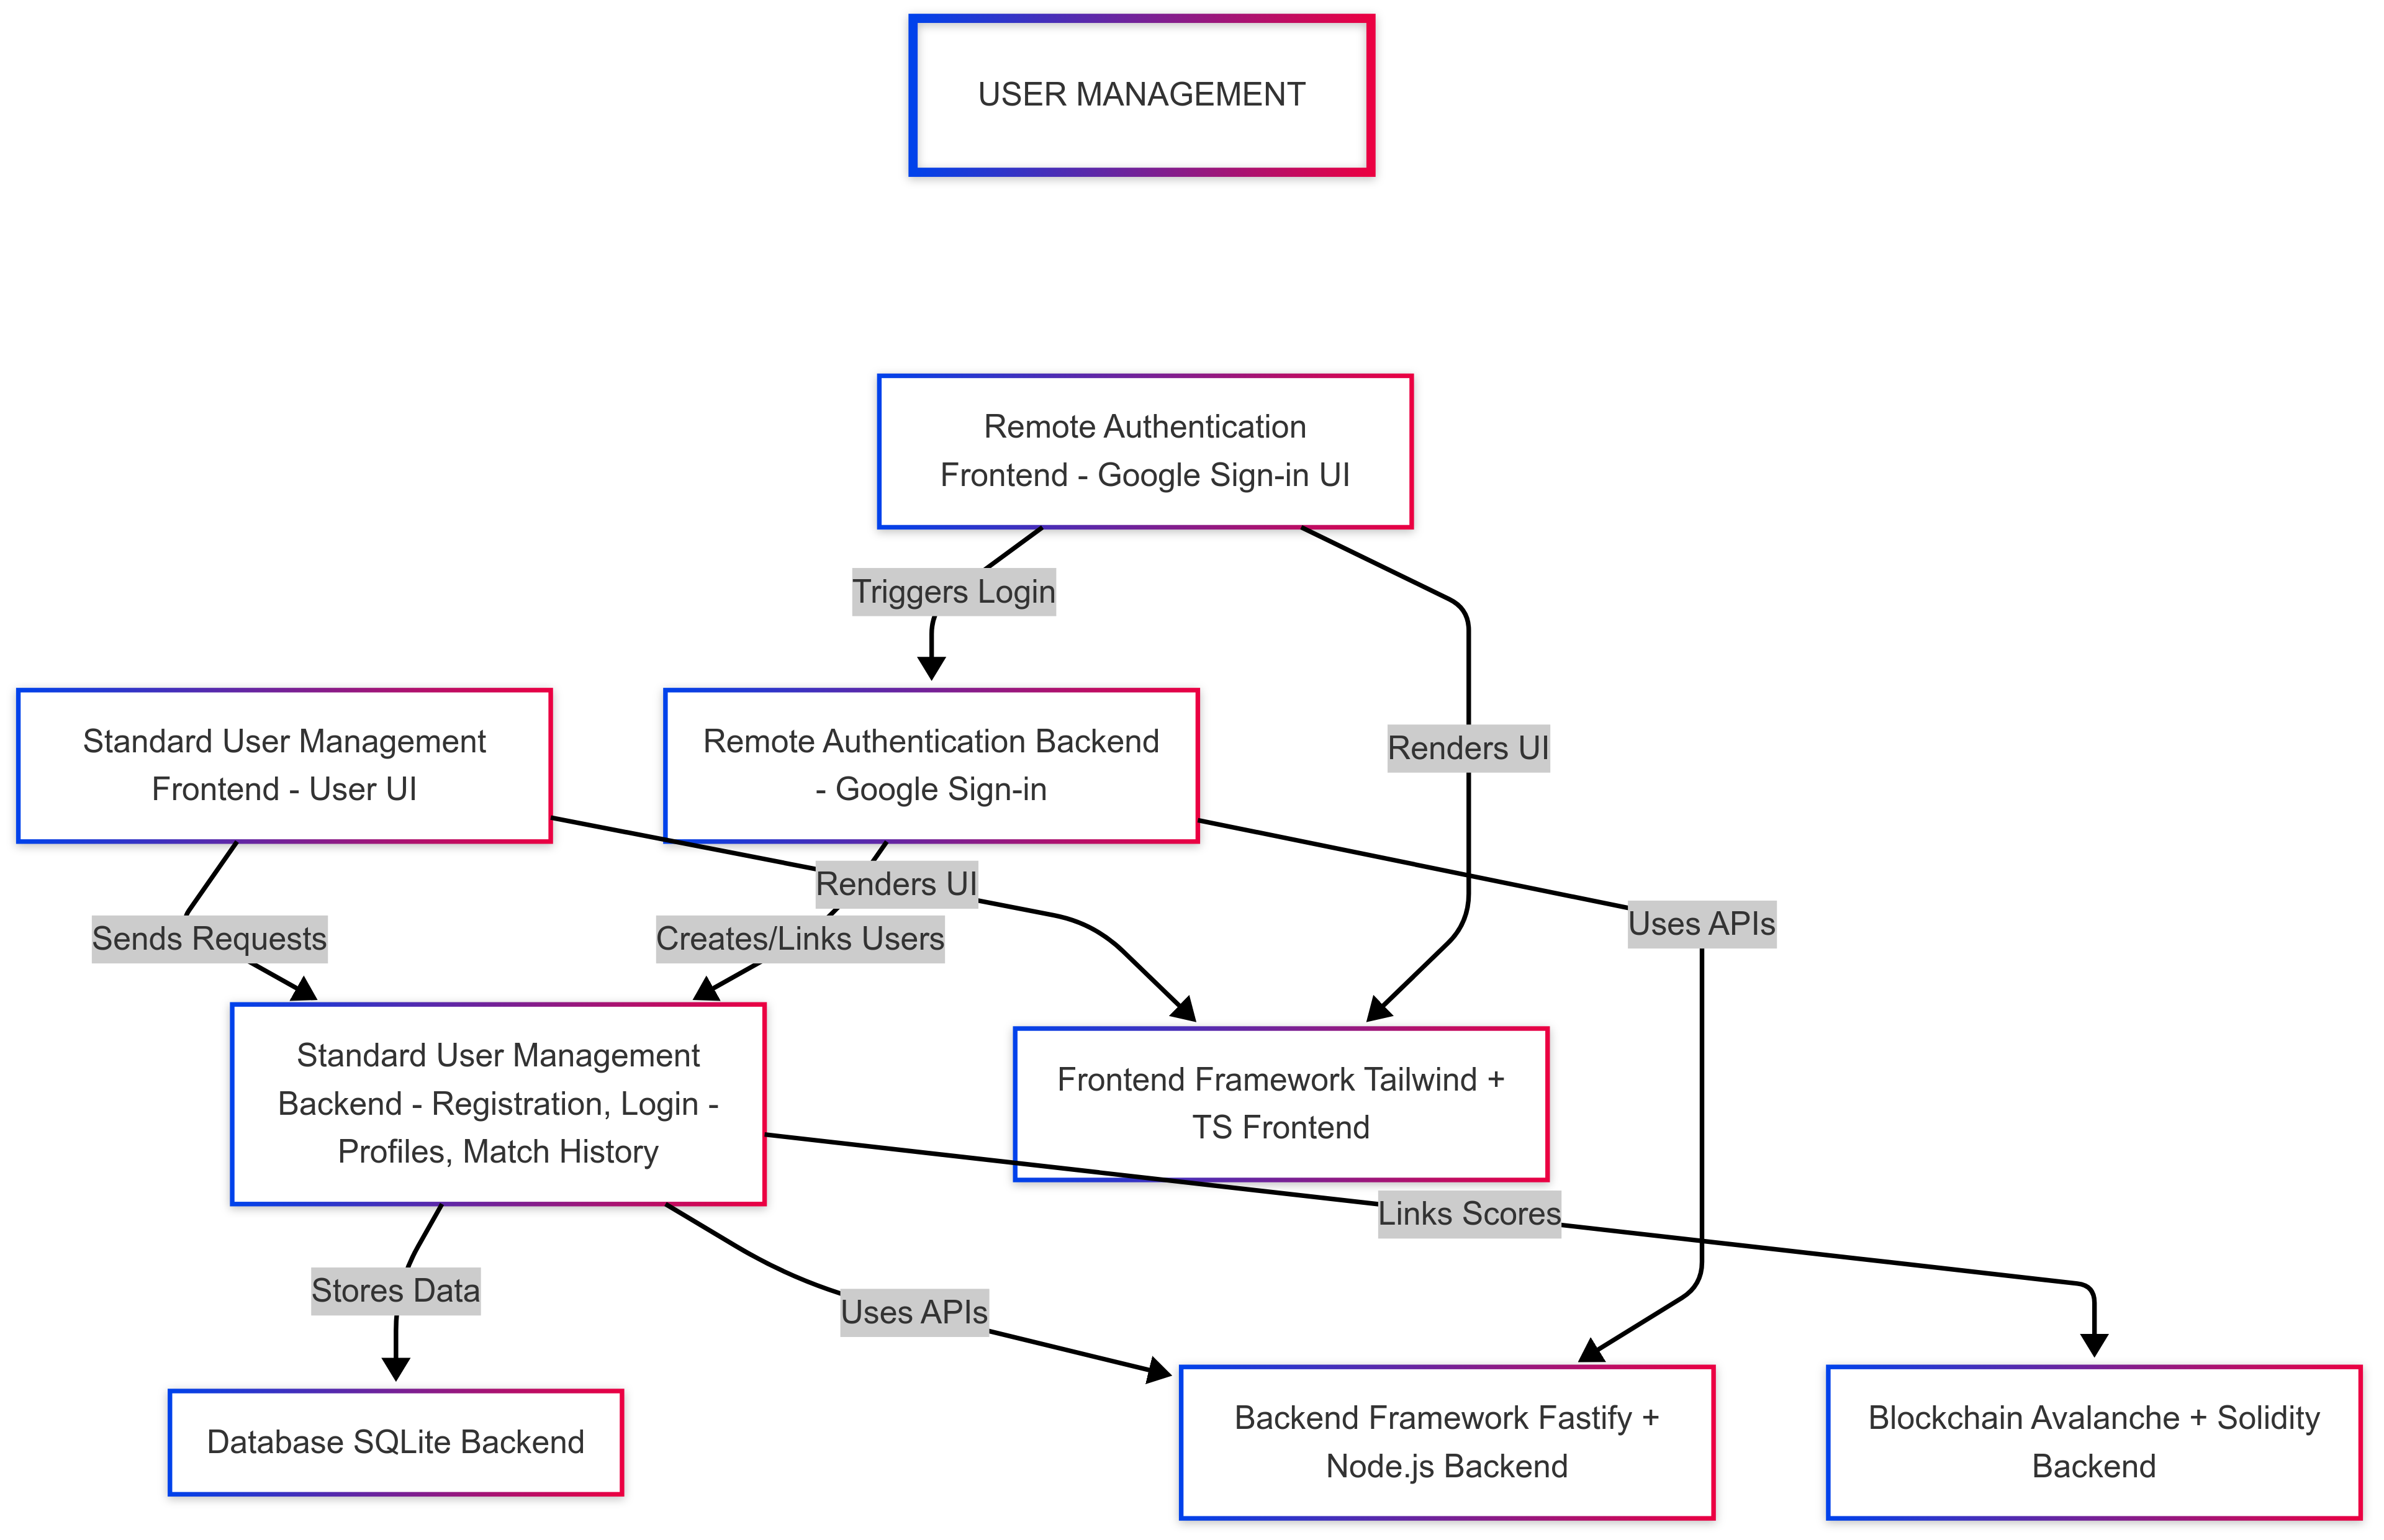 USER MANAGEMENT
Remote Authentication
Frontend - Google Sign-in UI
Triggers Login
Renders UI
Standard User Management
Frontend - User UI
Remote Authentication Backend
- Google Sign-in
Renders UI
Uses APIs
Sends Requests
Creates/Links Users
Standard User Management
Backend - Registration, Login -
Profiles, Match History
Frontend Framework Tailwind +
TS Frontend
Links Scores
Stores Data
Uses APIs
Database SQLite Backend
Backend Framework Fastify +
Node.js Backend
Blockchain Avalanche + Solidity
Backend